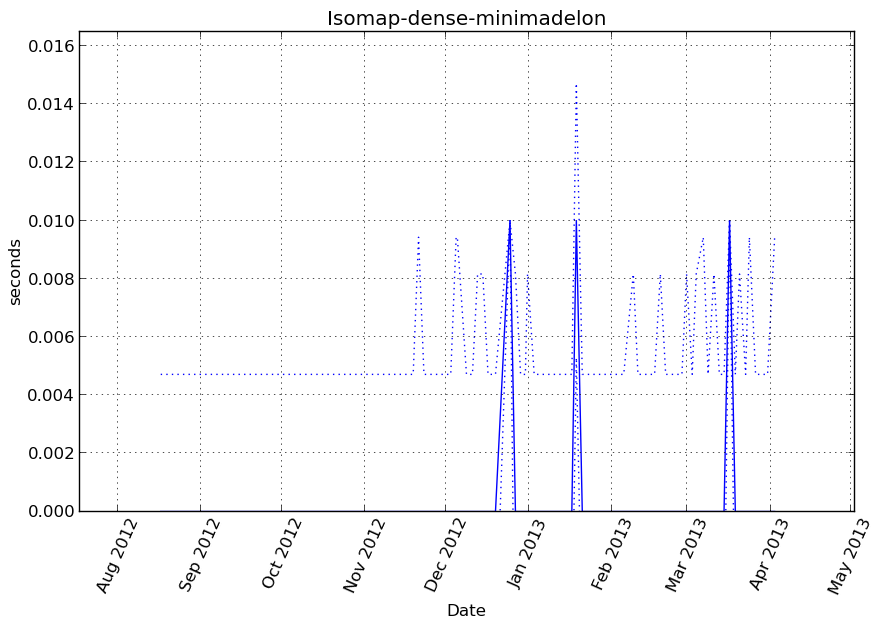 Isomap-dense-minimadelon
0.016
0.014
0.012
0.010
0.008
0.006
0.004
0.002
0.000
seconds
Aug 2012
Sep 2012
Oct 2012
Nov 2012
Dec 2012
Jan 2013
Feb 2013
Mar 2013
Apr 2013
May 2013
Date